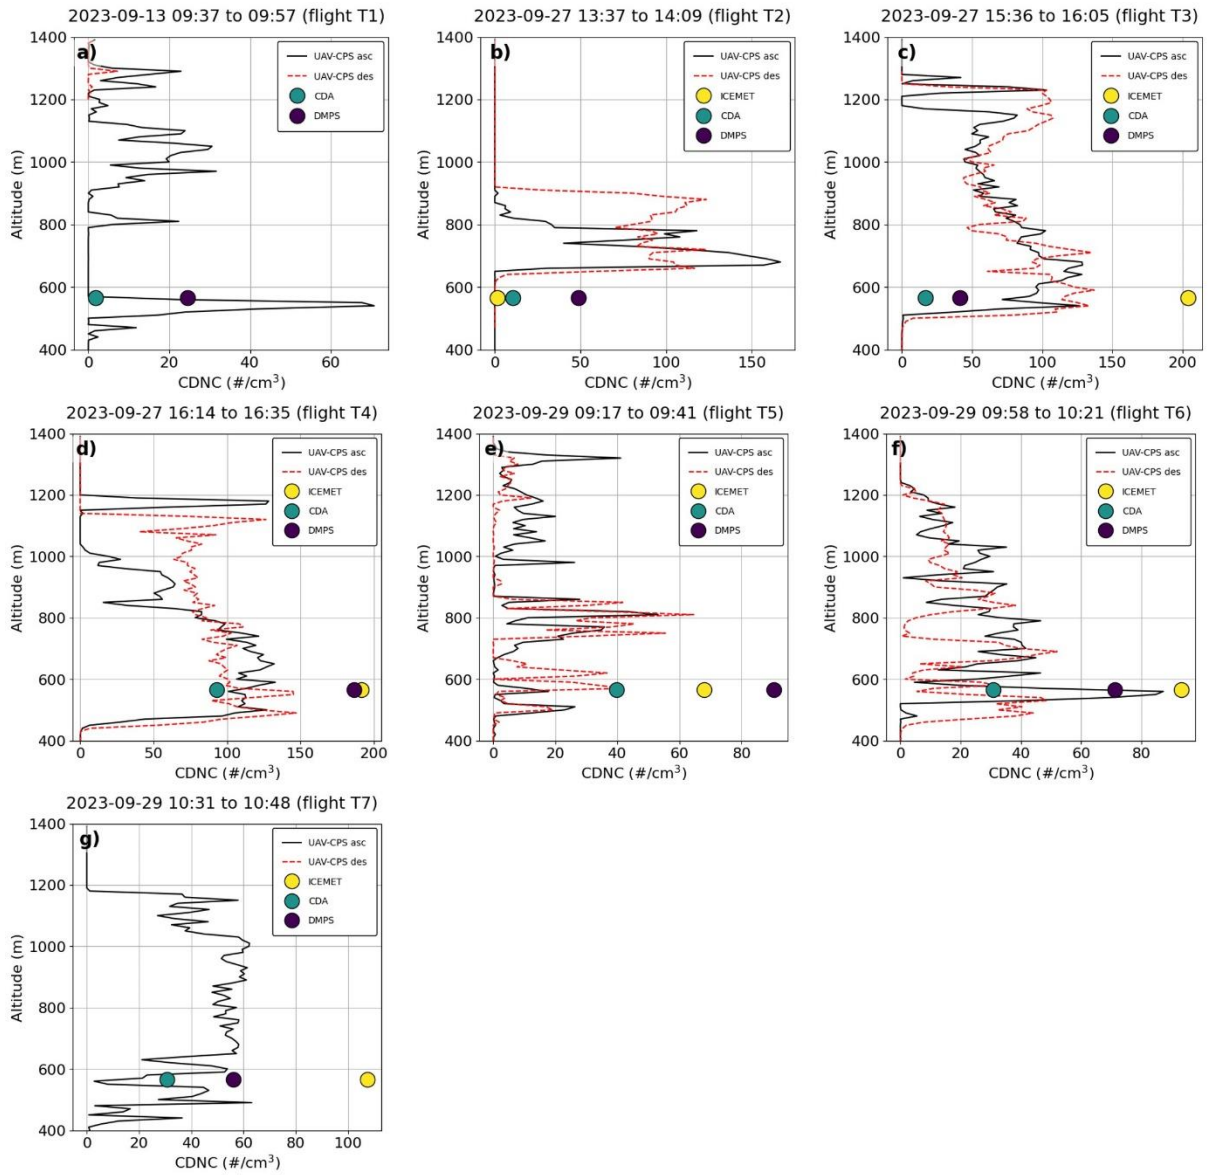 2023-09-13 09:37 to 09:57 (flight T1)
a)
UAV-CPS asc
UAV-CPS des
CDA
DMPS
1400
1200
1000
800
600
400
Altitude (m)
0 20 40 60
CDNC (#/cm³)
2023-09-27 13:37 to 14:09 (flight T2)
b)
UAV-CPS asc
UAV-CPS des
ICEMET
CDA
DMPS
1400
1200
1000
800
600
400
Altitude (m)
0 50 100 150
CDNC (#/cm³)
2023-09-27 15:36 to 16:05 (flight T3)
c)
UAV-CPS asc
UAV-CPS des
ICEMET
CDA
DMPS
1400
1200
1000
800
600
400
Altitude (m)
0 50 100 150 200
CDNC (#/cm³)
2023-09-27 16:14 to 16:35 (flight T4)
d)
UAV-CPS asc
UAV-CPS des
ICEMET
CDA
DMPS
1400
1200
1000
800
600
400
Altitude (m)
0 50 100 150 200
CDNC (#/cm³)
2023-09-29 09:17 to 09:41 (flight T5)
e)
UAV-CPS asc
UAV-CPS des
ICEMET
CDA
DMPS
1400
1200
1000
800
600
400
Altitude (m)
0 20 40 60 80
CDNC (#/cm³)
2023-09-29 09:58 to 10:21 (flight T6)
f)
UAV-CPS asc
UAV-CPS des
ICEMET
CDA
DMPS
1400
1200
1000
800
600
400
Altitude (m)
0 20 40 60 80
CDNC (#/cm³)
2023-09-29 10:31 to 10:48 (flight T7)
g)
UAV-CPS asc
UAV-CPS des
ICEMET
CDA
DMPS
1400
1200
1000
800
600
400
Altitude (m)
0 20 40 60 80 100
CDNC (#/cm³)